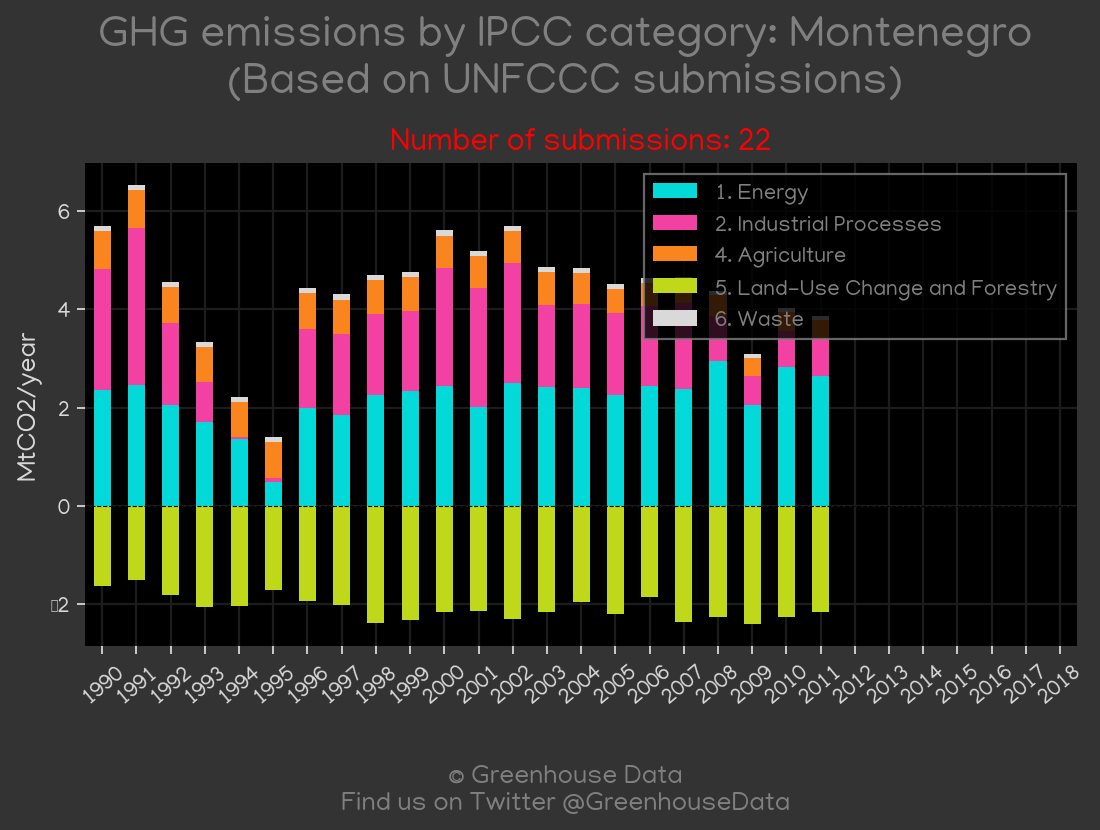 GHG emissions by IPCC category: Montenegro
(Based on UNFCCC submissions)
Number of submissions: 22
1. Energy
2. Industrial Processes
4. Agriculture
5. Land-Use Change and Forestry
6. Waste
MtCO2/year
6
4
2
0
▯2
1990 1991 1992 1993 1994 1995 1996 1997 1998 1999 2000 2001 2002 2003 2004 2005 2006 2007 2008 2009 2010 2011 2012 2013 2014 2015 2016 2017 2018
© Greenhouse Data
Find us on Twitter @GreenhouseData